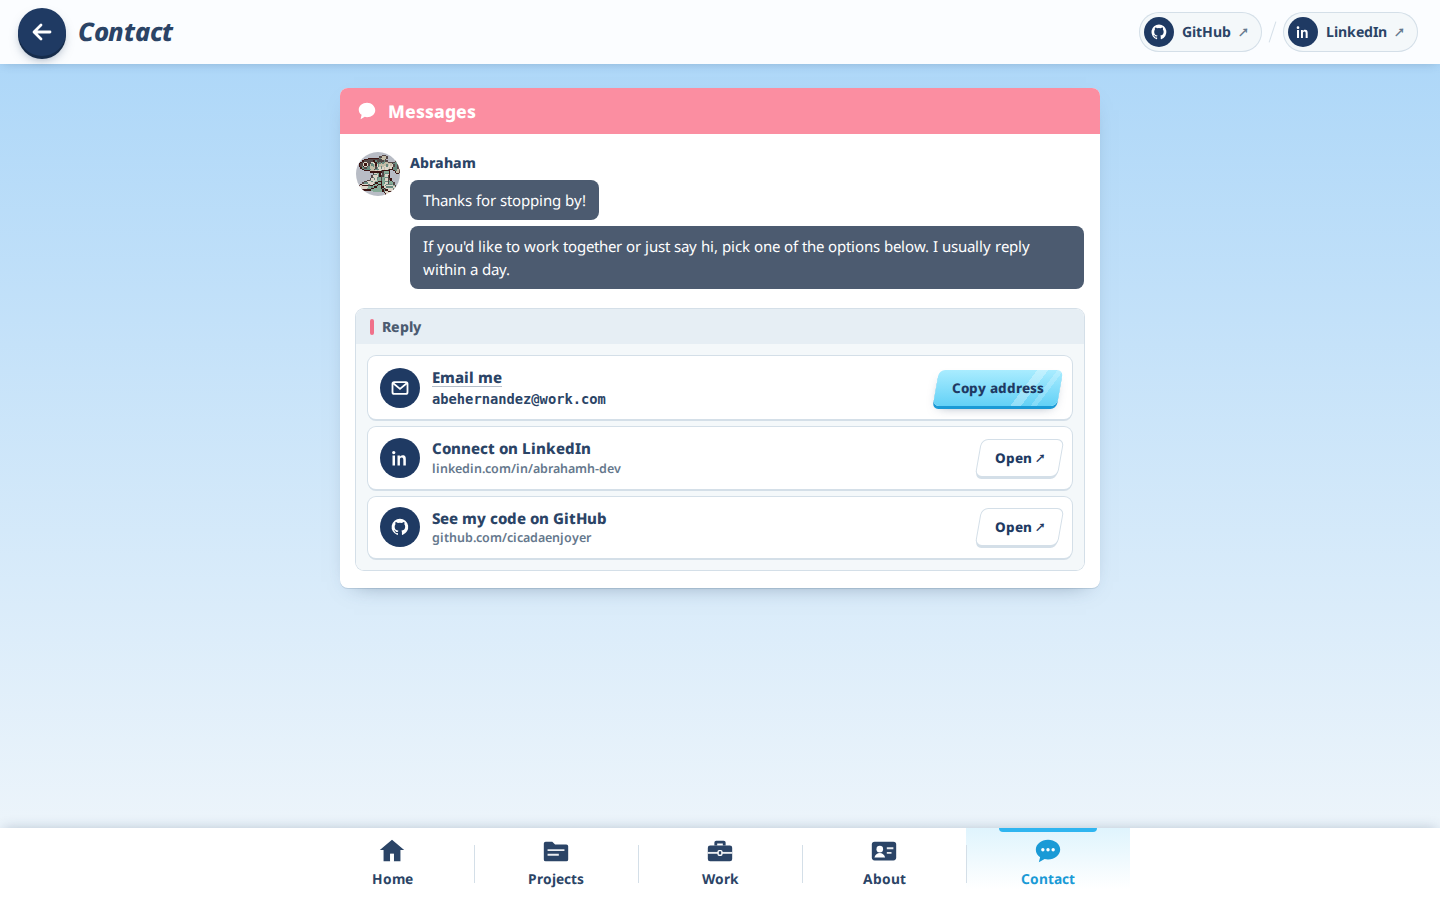 Contact
GitHub ↗
LinkedIn ↗
Messages
Abraham
Thanks for stopping by!
If you'd like to work together or just say hi, pick one of the options below. I usually reply
within a day.
Reply
Email me
abehernandez@work.com
Copy address
Connect on LinkedIn
linkedin.com/in/abrahamh-dev
Open ↗
See my code on GitHub
github.com/cicadaenjoyer
Open ↗
Home
Projects
Work
About
Contact